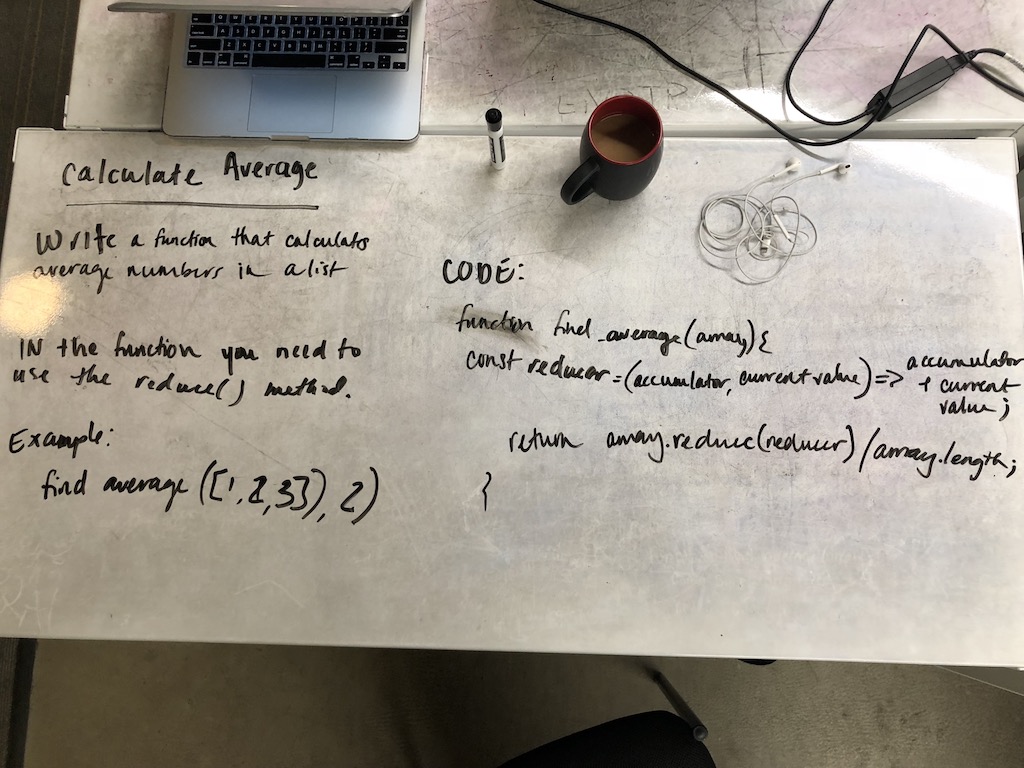 Calculate Average
Write a function that calculats
average numbers in a list
IN the function you need to
use the reduce() method.
Example:
find average ([1,2,3]), 2)
CODE:
function find_average(array){
const reducer = (accumulator, current value) => accumulator
+ current
value;
return array.reduce(reducer) / array.length;
}